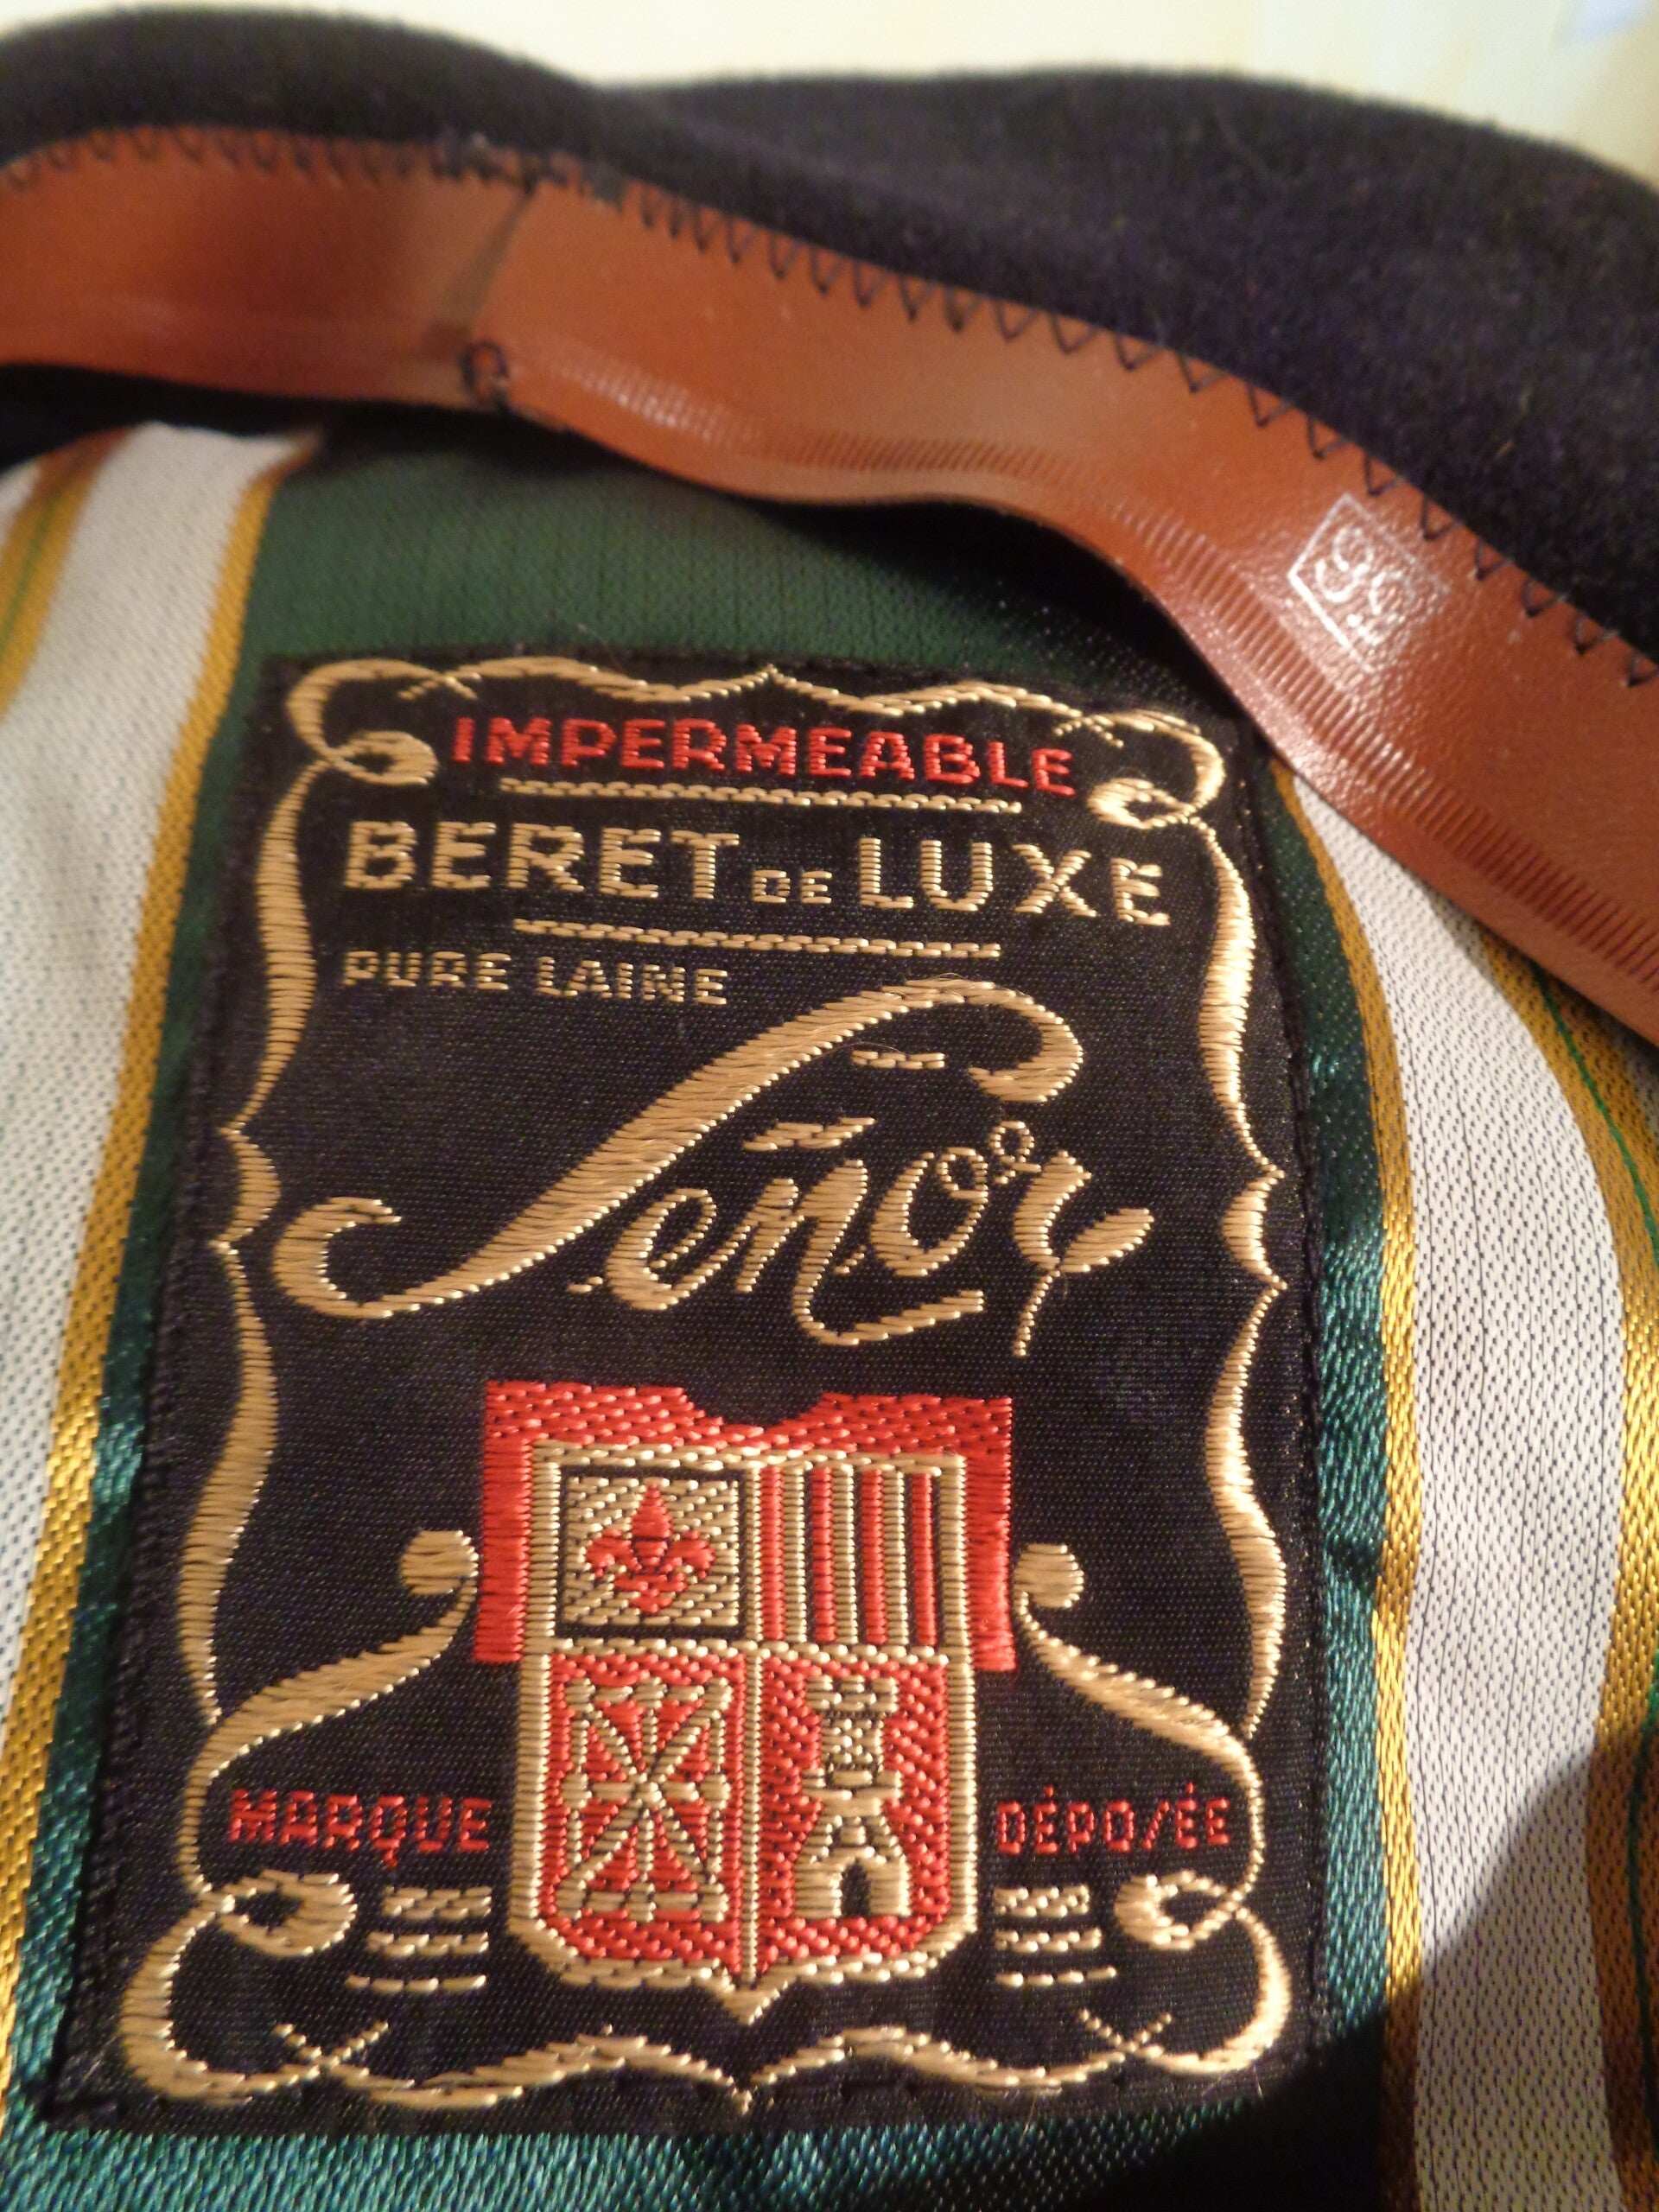 IMPERMEABLE
BERET DE LUXE
PURE LAINE
Señor
MARQUE DÉPOSÉE